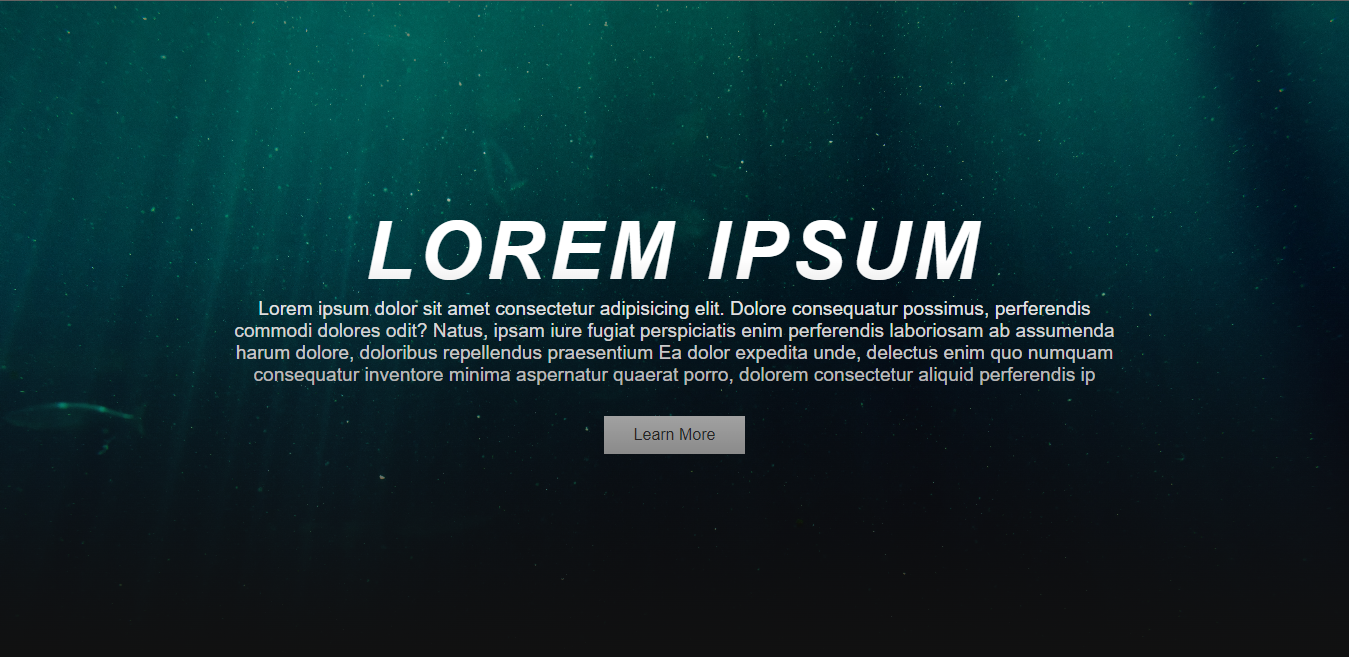 LOREM IPSUM
Lorem ipsum dolor sit amet consectetur adipisicing elit. Dolore consequatur possimus, perferendis
commodi dolores odit? Natus, ipsam iure fugiat perspiciatis enim perferendis laboriosam ab assumenda
harum dolore, doloribus repellendus praesentium Ea dolor expedita unde, delectus enim quo numquam
consequatur inventore minima aspernatur quaerat porro, dolorem consectetur aliquid perferendis ip
Learn More